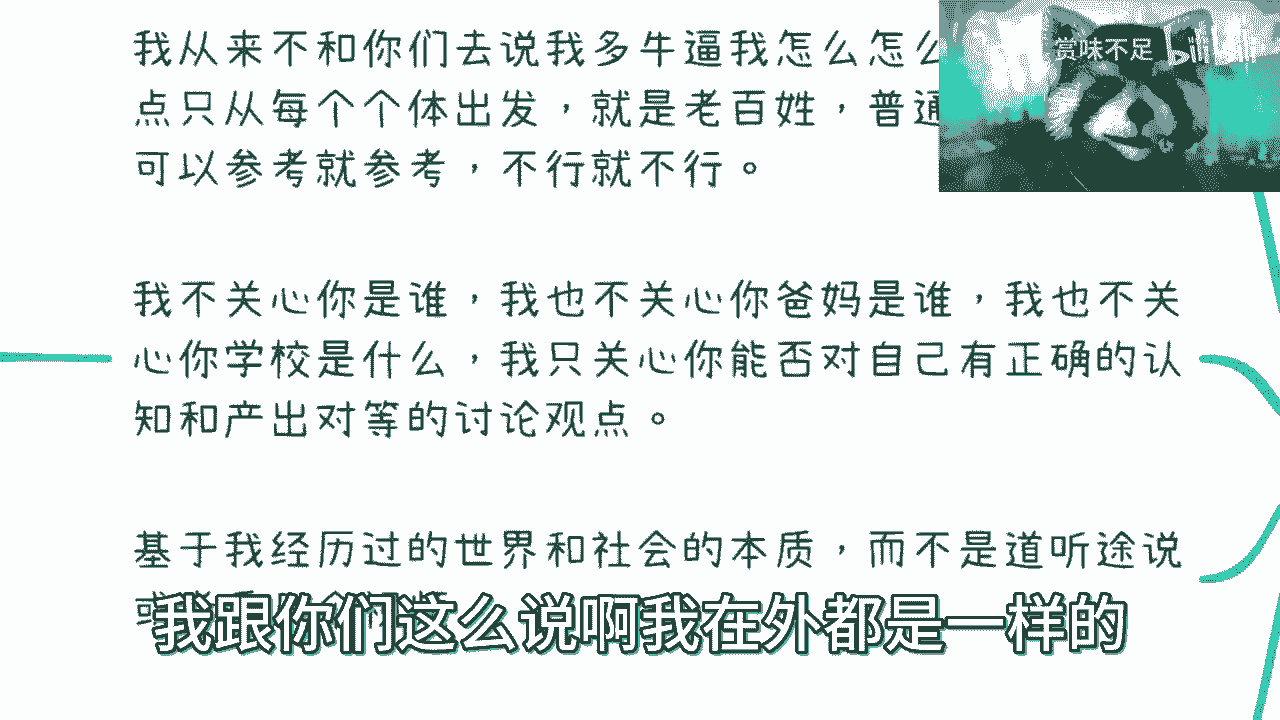 我从来不和你们去说我多牛逼我怎么怎么
点只从每个个体出发，就是老百姓，普通
可以参考就参考，不行就不行。
赏味不足
bili
我不关心你是谁，我也不关心你爸妈是谁，我也不关
心你学校是什么，我只关心你能否对自己有正确的认
知和产出对等的讨论观点。
基于我经历过的世界和社会的本质，而不是道听途说
我跟你们这么说啊我在外都是一样的